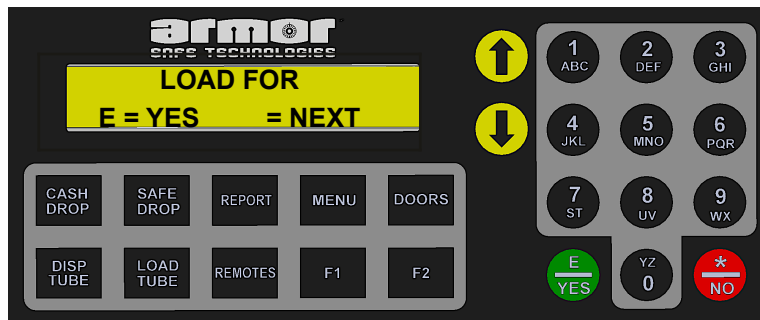 armor
SAFE TECHNOLOGIES
LOAD FOR
E = YES = NEXT
CASH DROP
SAFE DROP
REPORT
MENU
DOORS
DISP TUBE
LOAD TUBE
REMOTES
F1
F2
1
ABC
2
DEF
3
GHI
4
JKL
5
MNO
6
PQR
7
ST
8
UV
9
WX
E
YES
YZ
0
*
NO